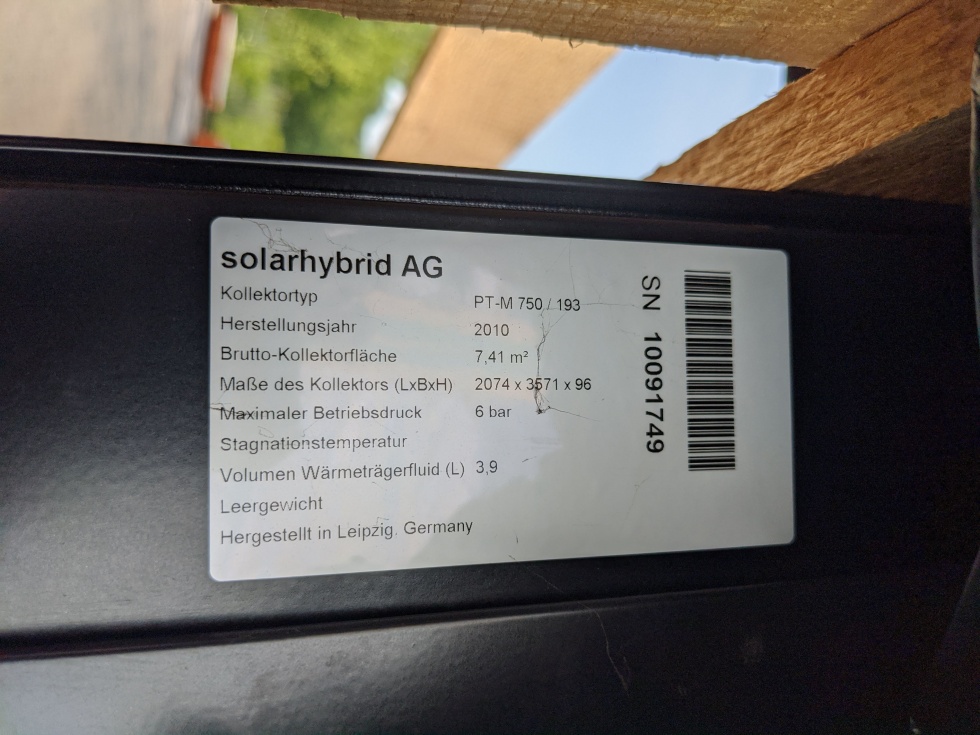 solarhybrid AG
Kollektortyp PT-M 750 / 193
Herstellungsjahr 2010
Brutto-Kollektorfläche 7,41 m²
Maße des Kollektors (LxBxH) 2074 x 3571 x 96
Maximaler Betriebsdruck 6 bar
Stagnationstemperatur
Volumen Wärmeträgerfluid (L) 3,9
Leergewicht
Hergestellt in Leipzig. Germany
SN 10091749